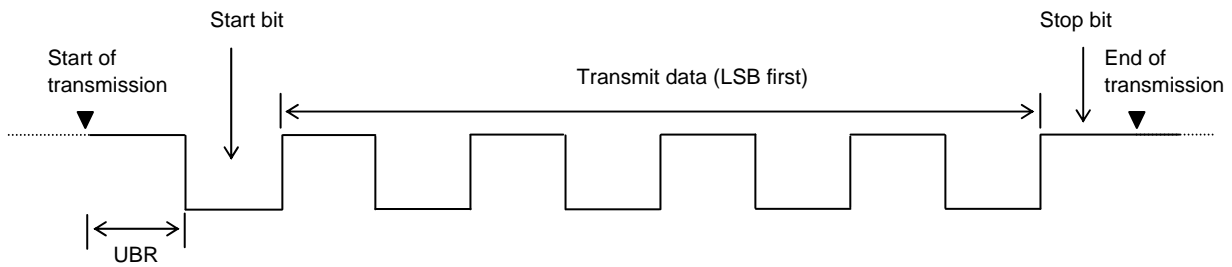 Start bit
Stop bit
Start of
transmission
End of
transmission
Transmit data (LSB first)
UBR